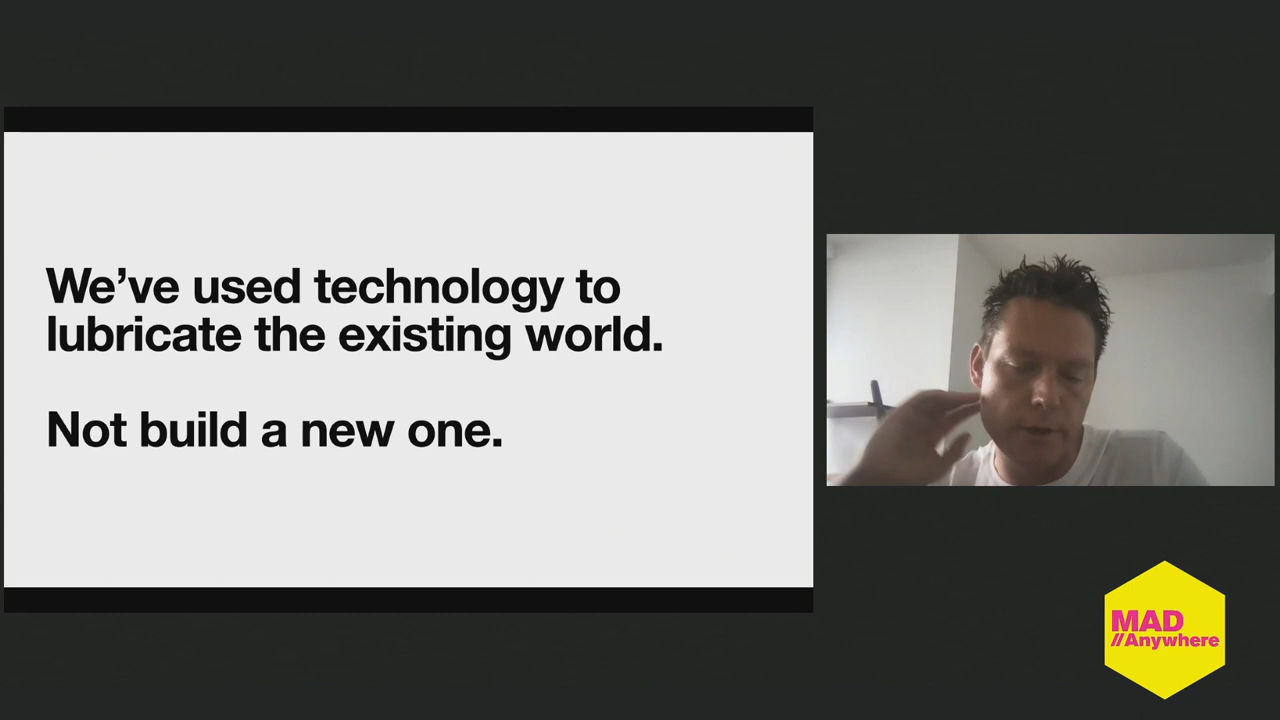 We’ve used technology to
lubricate the existing world.
Not build a new one.
MAD
//Anywhere